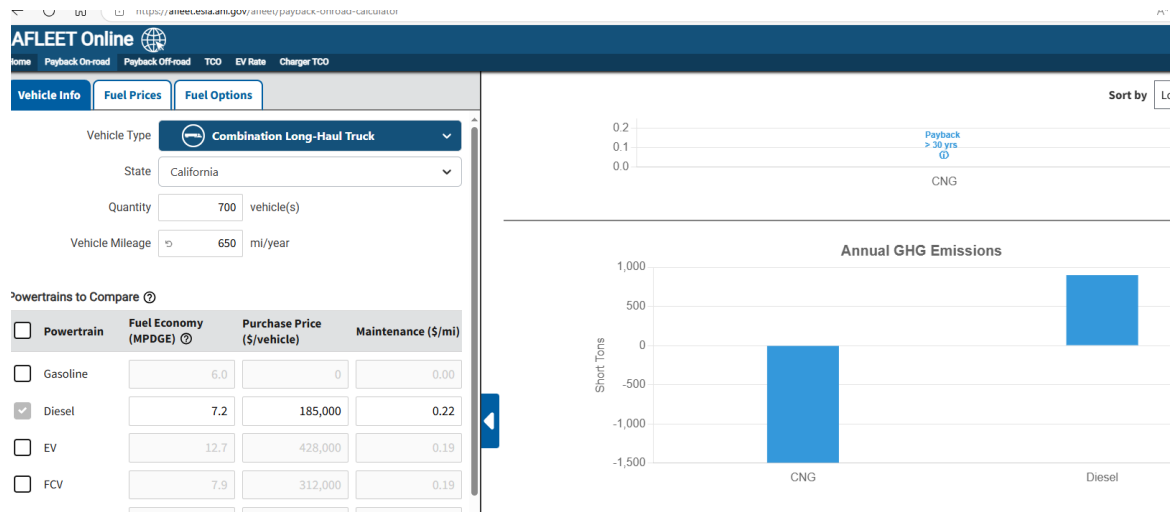 https://afleet.esia.anl.gov/afleet/payback-onroad-calculator
AFLEET Online
Home Payback On-road Payback Off-road TCO EV Rate Charger TCO
Vehicle Info Fuel Prices Fuel Options
Vehicle Type Combination Long-Haul Truck
State California
Quantity 700 vehicle(s)
Vehicle Mileage 650 mi/year
Powertrains to Compare
Powertrain Fuel Economy (MPDGE) Purchase Price ($/vehicle) Maintenance ($/mi)
Gasoline 6.0 0 0.00
Diesel 7.2 185,000 0.22
EV 12.7 428,000 0.19
FCV 7.9 312,000 0.19
Sort by
0.2
0.1
0.0
Payback
> 30 yrs
CNG
Annual GHG Emissions
Short Tons
1,000
500
0
-500
-1,000
-1,500
CNG Diesel